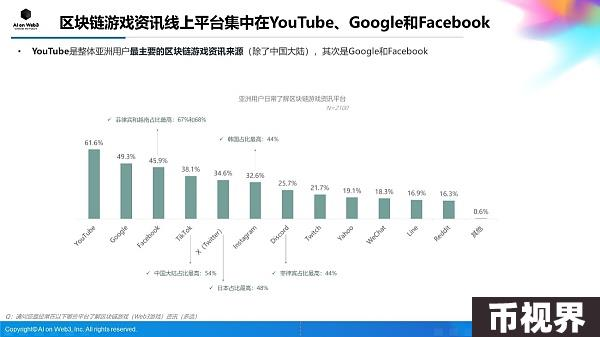 AI on Web3
区块链游戏资讯线上平台集中在YouTube、Google和Facebook
• YouTube是整体亚洲用户最主要的区块链游戏资讯来源（除了中国大陆），其次是Google和Facebook
亚洲用户日常了解区块链游戏资讯平台
N=2100
✓ 菲律宾和越南占比最高：67%和68%
✓ 韩国占比最高：44%
61.6%
49.3%
45.9%
38.1%
34.6%
32.6%
25.7%
21.7%
19.1%
18.3%
16.9%
16.3%
0.6%
YouTube
Google
Facebook
TikTok
X（Twitter）
Instagram
Discord
Twitch
Yahoo
WeChat
Line
Reddit
其他
✓ 中国大陆占比最高：54%
✓ 菲律宾占比最高：44%
✓ 日本占比最高：48%
Copyright© AI on Web3, Inc. All rights reserved.
币视界